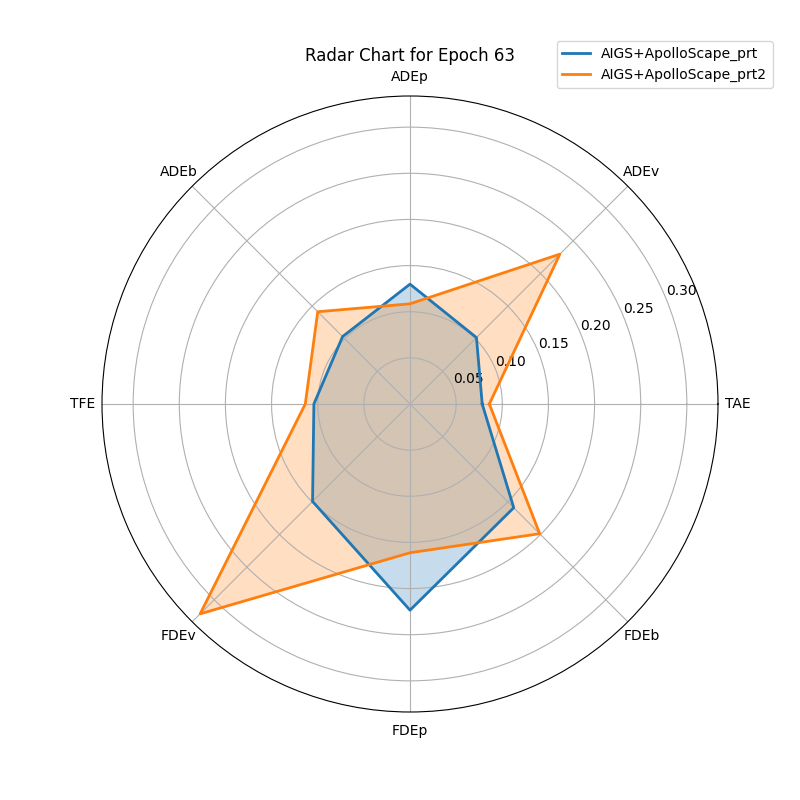 Radar Chart for Epoch 63
AIGS+ApolloScape_prt
AIGS+ApolloScape_prt2
ADEp
ADEb
ADEv
0.30
0.25
0.20
0.15
0.10
0.05
TFE
TAE
FDEv
FDEb
FDEp